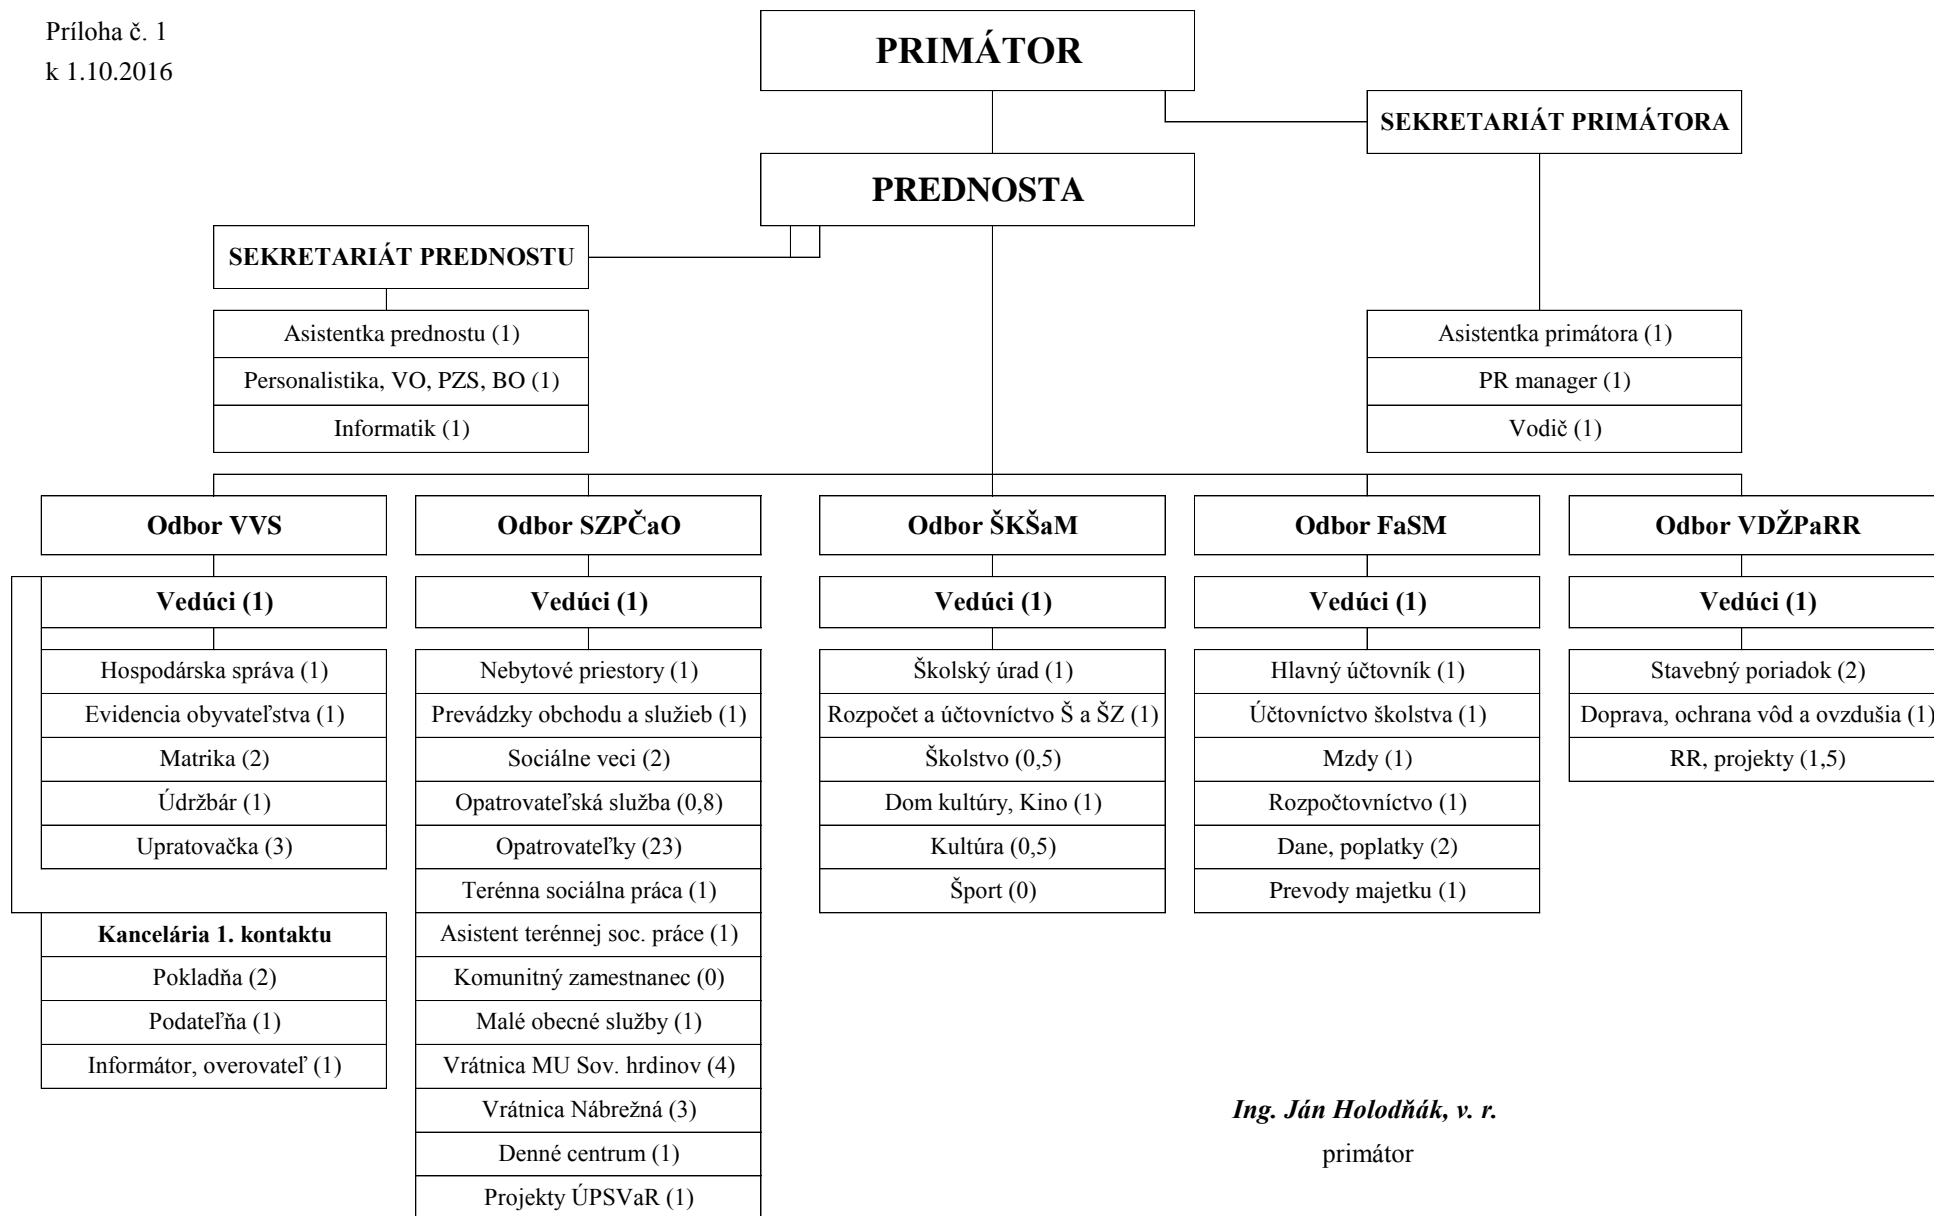 Príloha č. 1
k 1.10.2016
PRIMÁTOR
SEKRETARIÁT PRIMÁTORA
PREDNOSTA
SEKRETARIÁT PREDNOSTU
Asistentka prednostu (1)
Personalistika, VO, PZS, BO (1)
Informatik (1)
Asistentka primátora (1)
PR manager (1)
Vodič (1)
Odbor VVS
Vedúci (1)
Hospodárska správa (1)
Evidencia obyvateľstva (1)
Matrika (2)
Údržbár (1)
Upratovačka (3)
Kancelária 1. kontaktu
Pokladňa (2)
Podateľňa (1)
Informátor, overovateľ (1)
Odbor SZPČaO
Vedúci (1)
Nebytové priestory (1)
Prevádzky obchodu a služieb (1)
Sociálne veci (2)
Opatrovateľská služba (0,8)
Opatrovateľky (23)
Terénna sociálna práca (1)
Asistent terénnej soc. práce (1)
Komunitný zamestnanec (0)
Malé obecné služby (1)
Vrátnica MU Sov. hrdinov (4)
Vrátnica Nábrežná (3)
Denné centrum (1)
Projekty ÚPSVaR (1)
Odbor ŠKŠaM
Vedúci (1)
Školský úrad (1)
Rozpočet a účtovníctvo Š a ŠZ (1)
Školstvo (0,5)
Dom kultúry, Kino (1)
Kultúra (0,5)
Šport (0)
Odbor FaSM
Vedúci (1)
Hlavný účtovník (1)
Účtovníctvo školstva (1)
Mzdy (1)
Rozpočtovníctvo (1)
Dane, poplatky (2)
Prevody majetku (1)
Odbor VDŽPaRR
Vedúci (1)
Stavebný poriadok (2)
Doprava, ochrana vôd a ovzdušia (1)
RR, projekty (1,5)
Ing. Ján Holodňák, v. r.
primátor